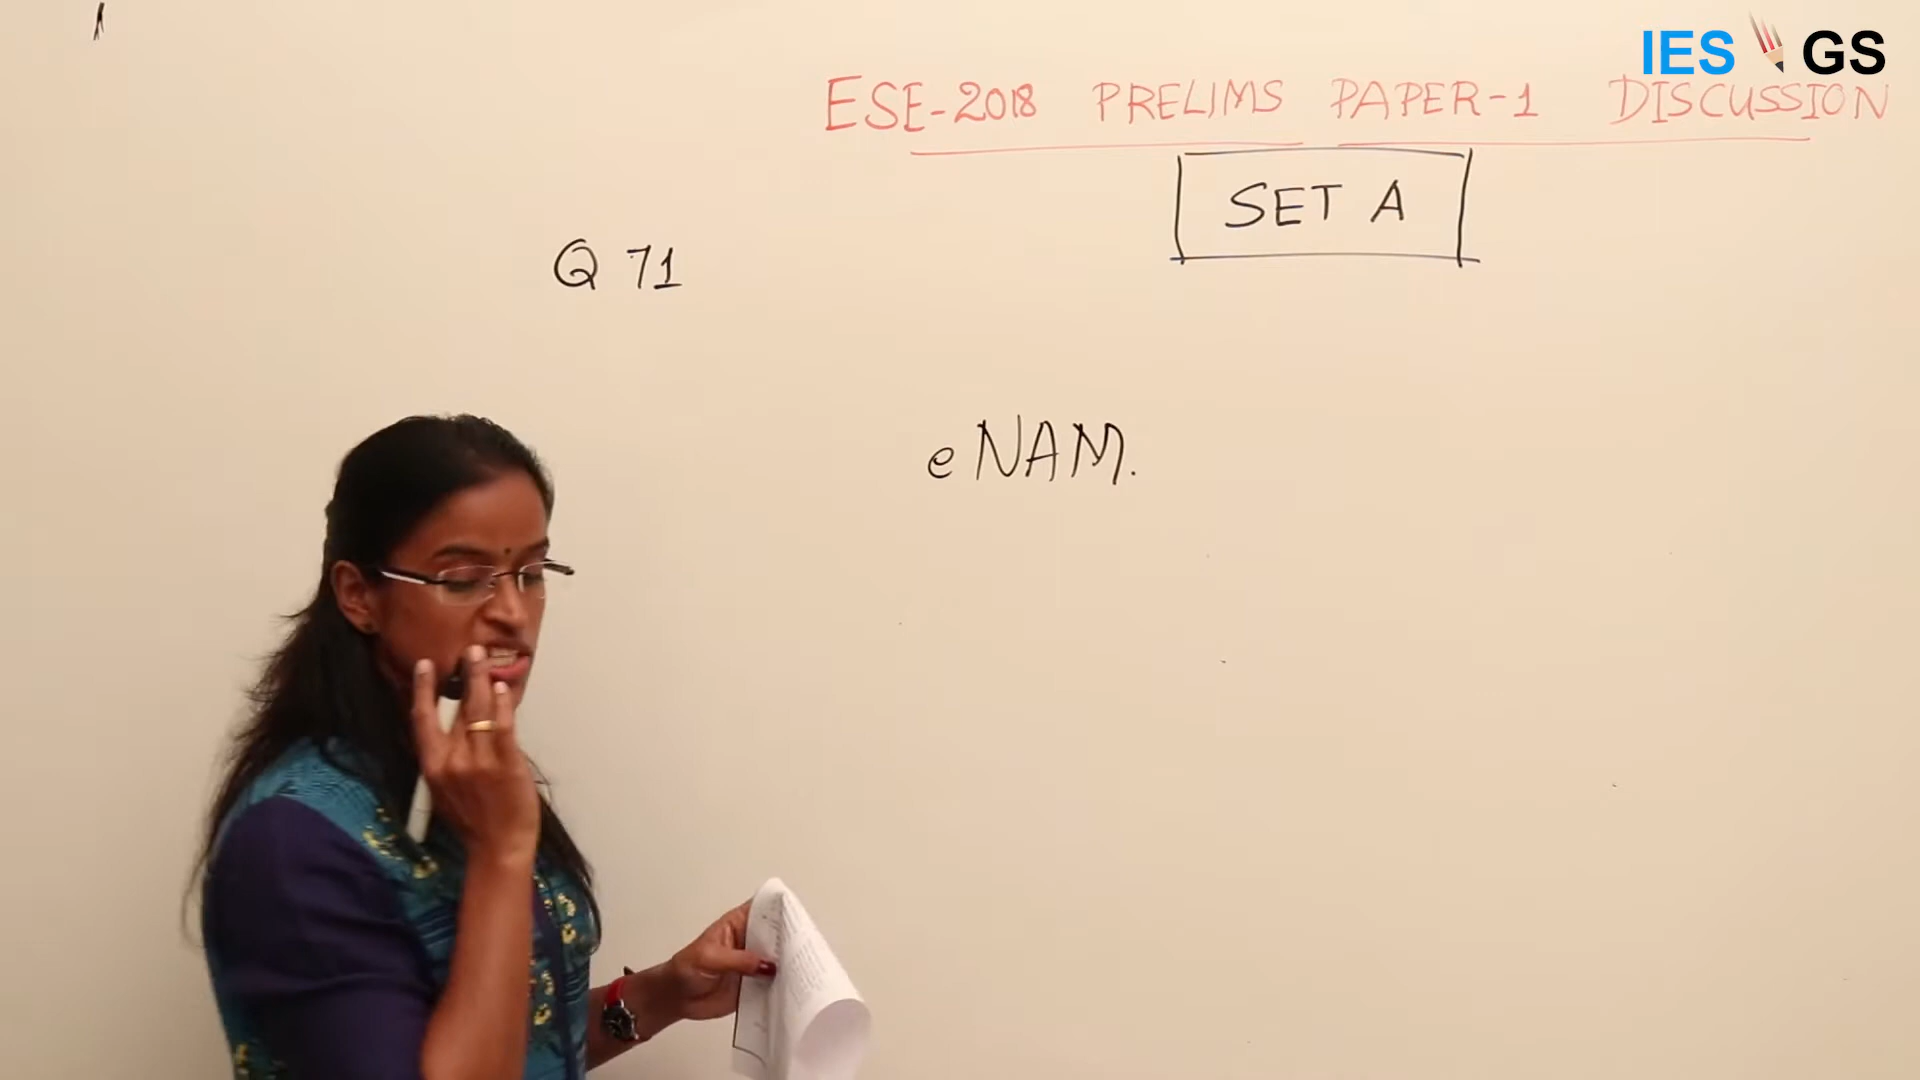 IES GS
ESE-2018 PRELIMS PAPER-1 DISCUSSION
SET A
Q 71
eNAM.